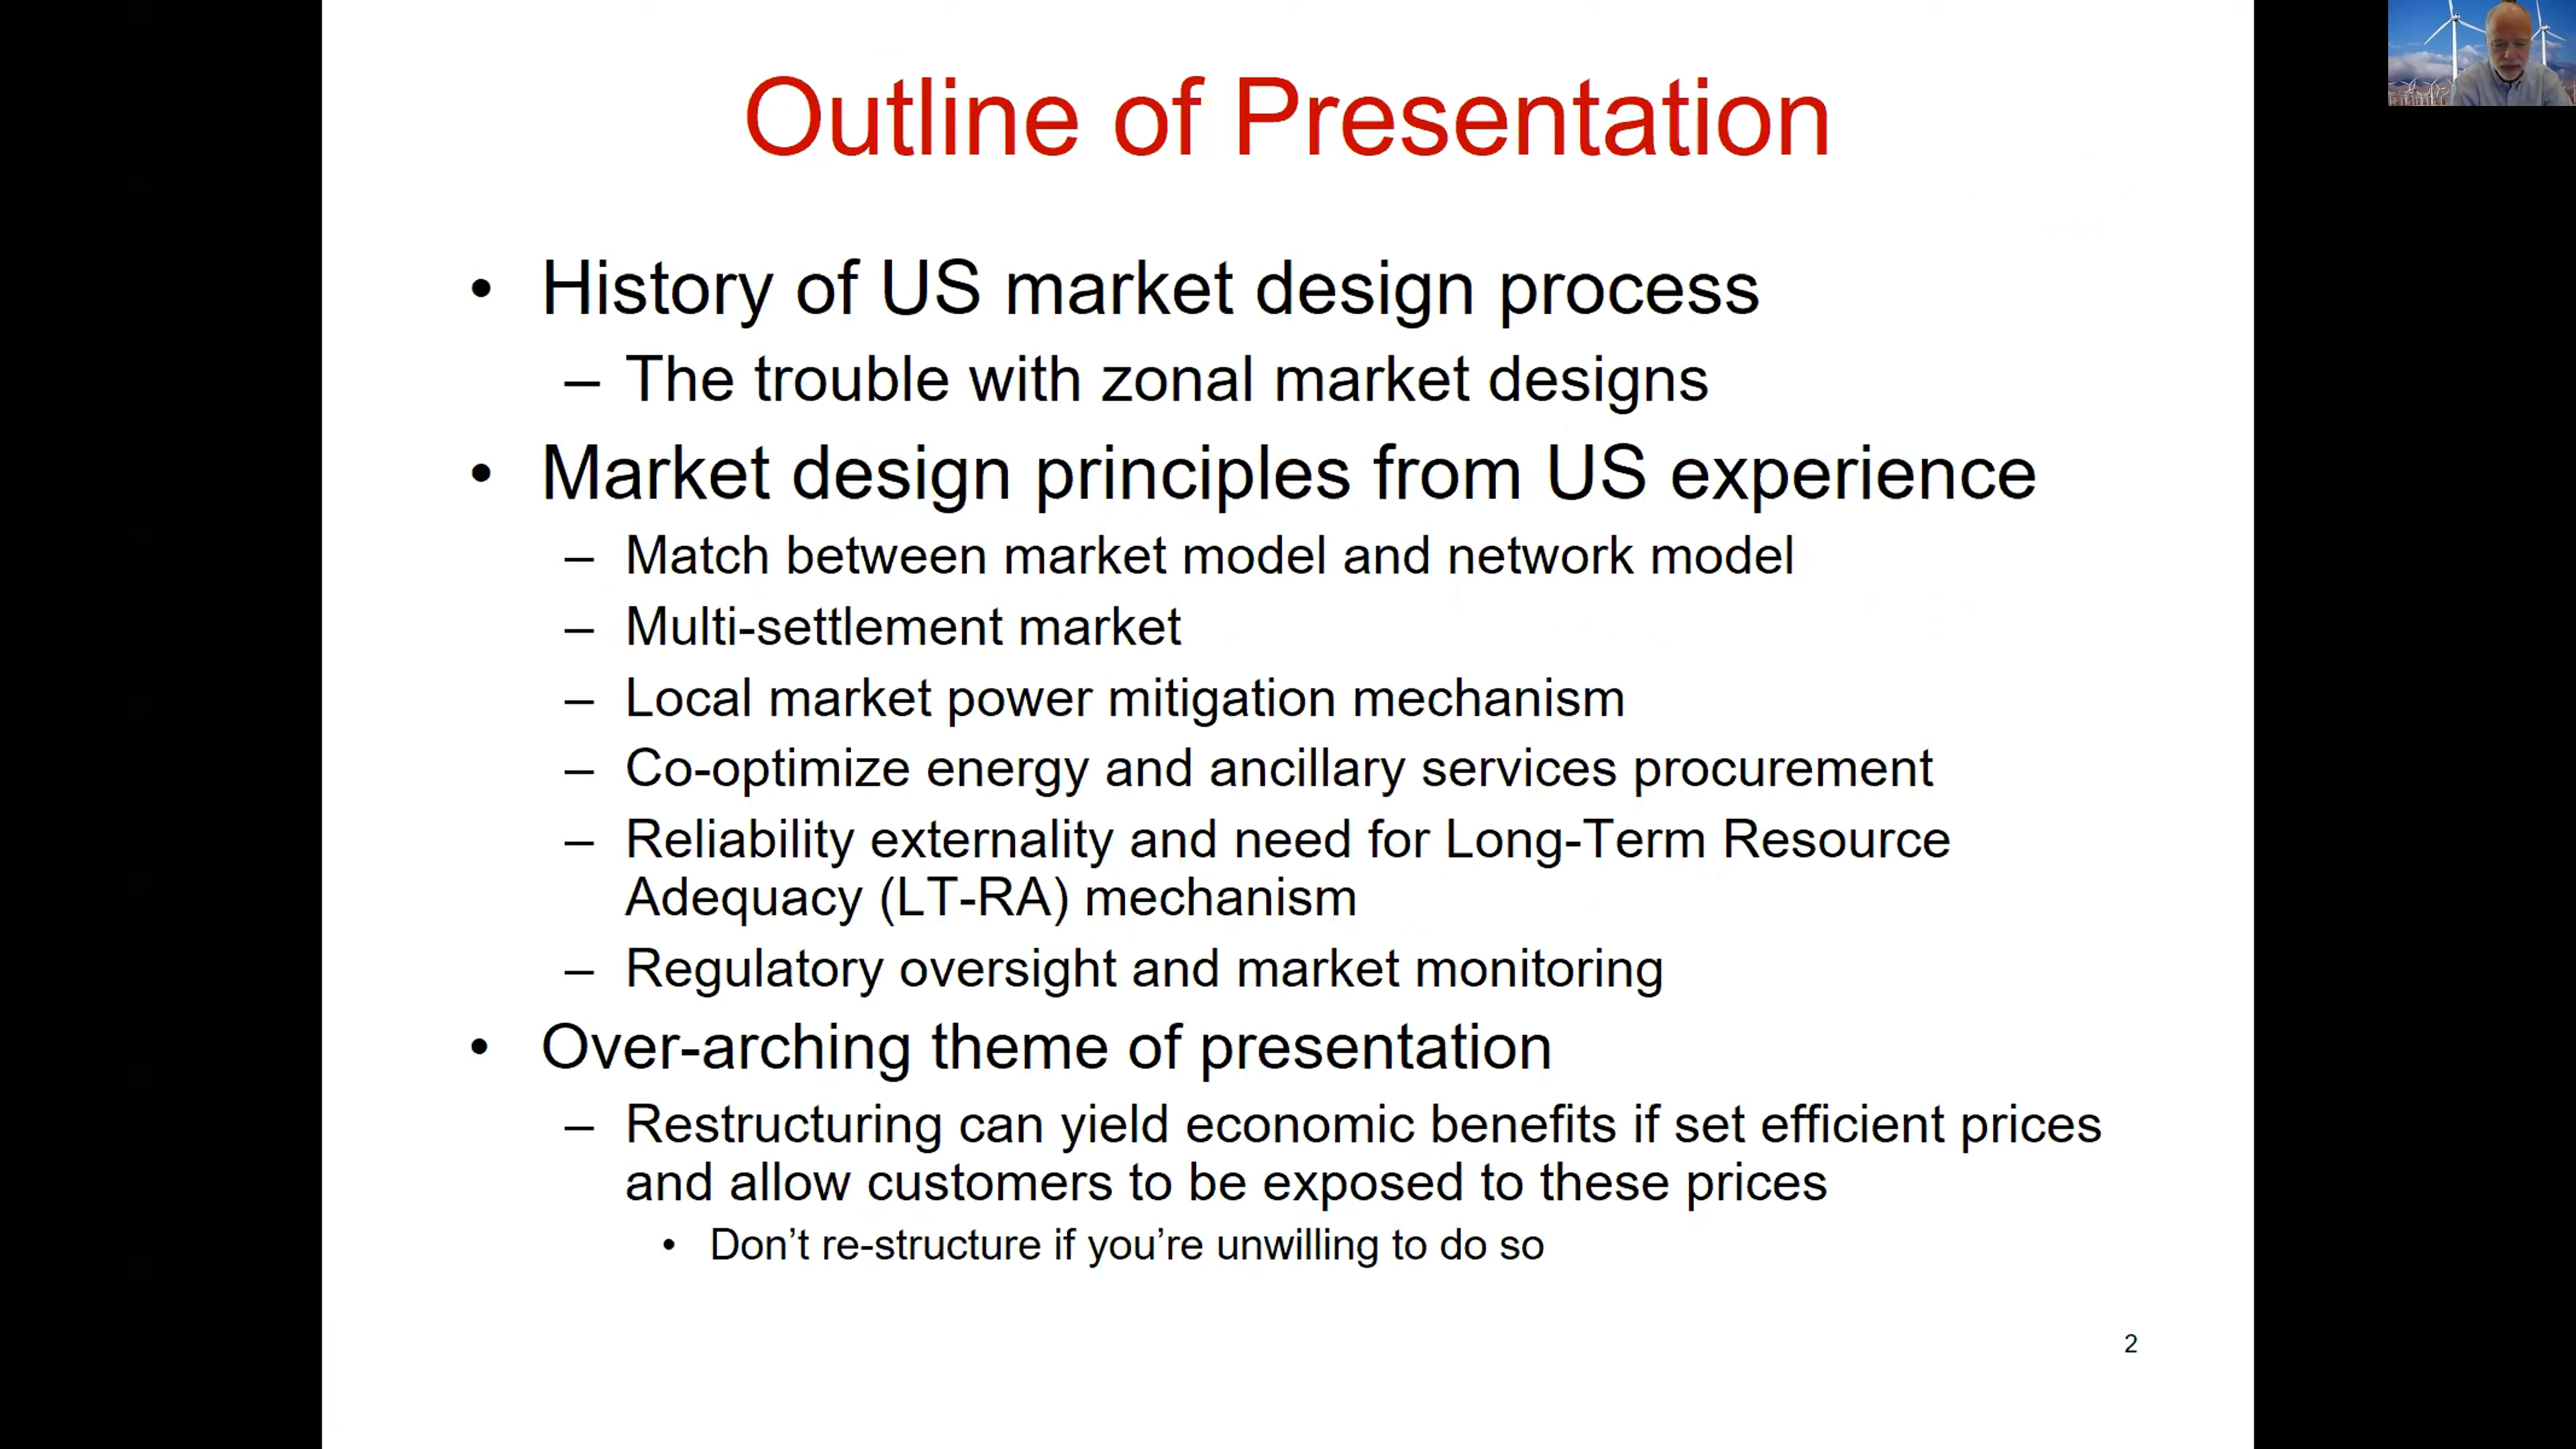 Outline of Presentation
• History of US market design process
– The trouble with zonal market designs
• Market design principles from US experience
– Match between market model and network model
– Multi-settlement market
– Local market power mitigation mechanism
– Co-optimize energy and ancillary services procurement
– Reliability externality and need for Long-Term Resource
Adequacy (LT-RA) mechanism
– Regulatory oversight and market monitoring
• Over-arching theme of presentation
– Restructuring can yield economic benefits if set efficient prices
and allow customers to be exposed to these prices
• Don’t re-structure if you’re unwilling to do so
2